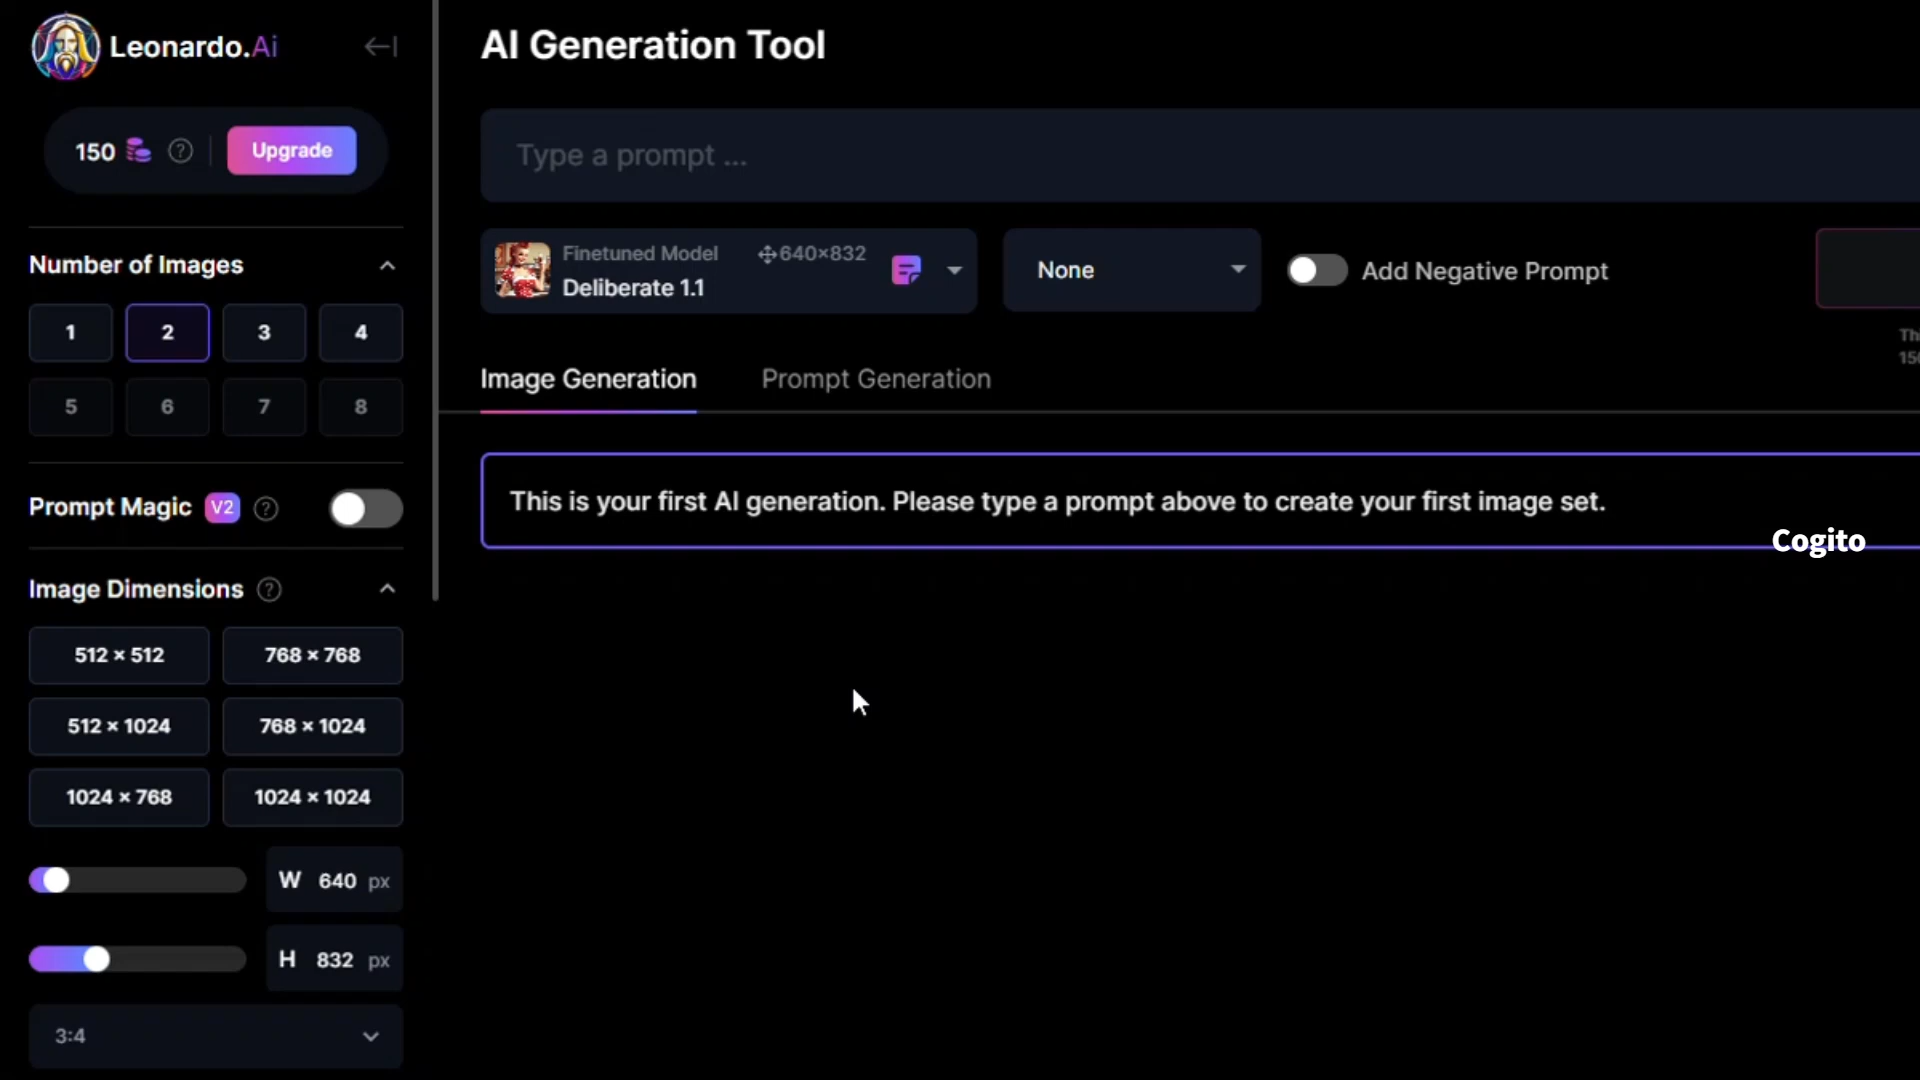 Leonardo.Ai
150
Upgrade
Number of Images
1 2 3 4
5 6 7 8
Prompt Magic V2
Image Dimensions
512 × 512 768 × 768
512 × 1024 768 × 1024
1024 × 768 1024 × 1024
W 640 px
H 832 px
3:4
AI Generation Tool
Type a prompt ...
Finetuned Model 640×832
Deliberate 1.1
None
Add Negative Prompt
Image Generation Prompt Generation
This is your first AI generation. Please type a prompt above to create your first image set.
Cogito